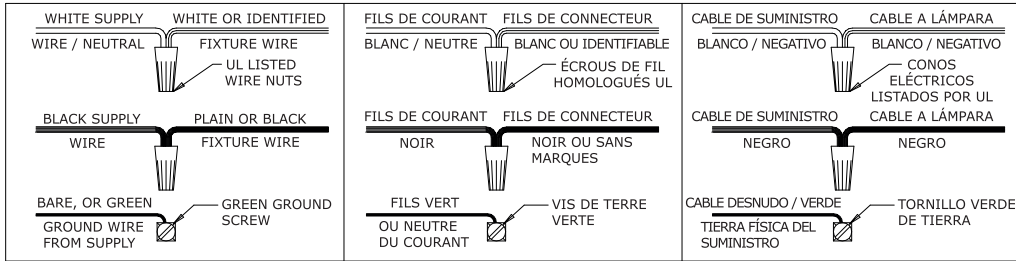 WHITE SUPPLY WHITE OR IDENTIFIED
WIRE / NEUTRAL FIXTURE WIRE
UL LISTED
WIRE NUTS
BLACK SUPPLY PLAIN OR BLACK
WIRE FIXTURE WIRE
BARE, OR GREEN
GROUND WIRE
FROM SUPPLY
GREEN GROUND
SCREW
FILS DE COURANT FILS DE CONNECTEUR
BLANC / NEUTRE BLANC OU IDENTIFIABLE
ÉCROUS DE FIL
HOMOLOGUÉS UL
FILS DE COURANT FILS DE CONNECTEUR
NOIR NOIR OU SANS
MARQUES
FILS VERT
OU NEUTRE
DU COURANT
VIS DE TERRE
VERTE
CABLE DE SUMINISTRO CABLE A LÁMPARA
BLANCO / NEGATIVO BLANCO / NEGATIVO
CONOS
ELÉCTRICOS
LISTADOS POR UL
CABLE DE SUMINISTRO CABLE A LÁMPARA
NEGRO NEGRO
CABLE DESNUDO / VERDE
TIERRA FÍSICA DEL
SUMINISTRO
TORNILLO VERDE
DE TIERRA